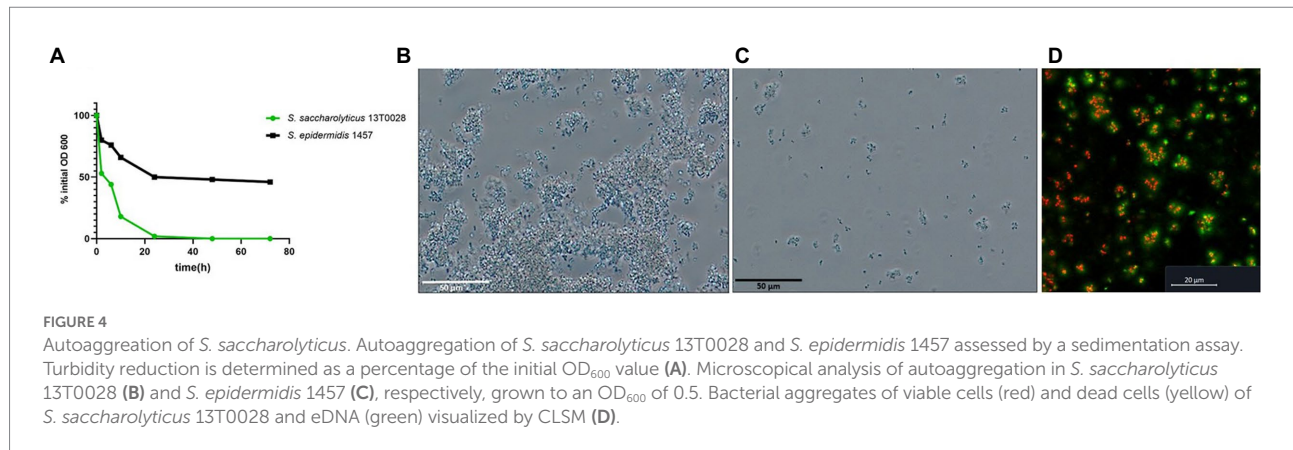 A
B
C
D
% initial OD 600
100
50
0
0 20 40 60 80
time(h)
S. saccharolyticus 13T0028
S. epidermidis 1457
50 µm
50 µm
20 µm
FIGURE 4
Autoaggreation of S. saccharolyticus. Autoaggregation of S. saccharolyticus 13T0028 and S. epidermidis 1457 assessed by a sedimentation assay.
Turbidity reduction is determined as a percentage of the initial OD600 value (A). Microscopical analysis of autoaggregation in S. saccharolyticus
13T0028 (B) and S. epidermidis 1457 (C), respectively, grown to an OD600 of 0.5. Bacterial aggregates of viable cells (red) and dead cells (yellow) of
S. saccharolyticus 13T0028 and eDNA (green) visualized by CLSM (D).